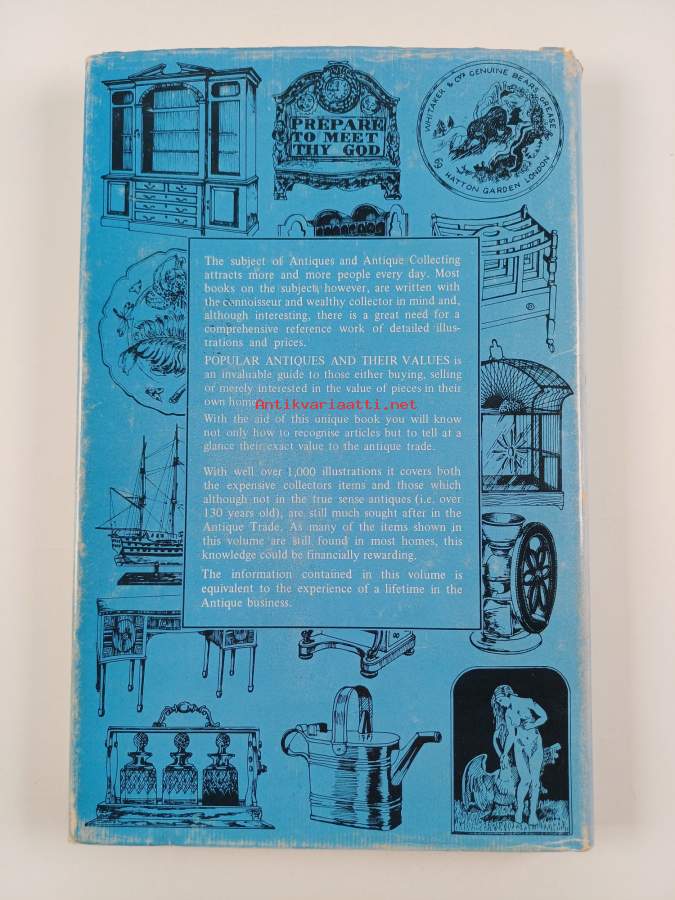 PREPARE
TO MEET
THY GOD
WHITAKER & Co's GENUINE BEARS GREASE
HATTON GARDEN LONDON
The subject of Antiques and Antique Collecting
attracts more and more people every day. Most
books on the subject, however, are written with
the connoisseur and wealthy collector in mind and,
although interesting, there is a great need for a
comprehensive reference work of detailed illus-
trations and prices.
POPULAR ANTIQUES AND THEIR VALUES is
an invaluable guide to those either buying, selling
or merely interested in the value of pieces in their
own
Antikvariaatti.net
With the aid of this unique book you will know
not only how to recognise articles but to tell at a
glance their exact value to the antique trade.
With well over 1,000 illustrations it covers both
the expensive collectors items and those which
although not in the true sense antiques (i.e. over
130 years old), are still much sought after in the
Antique Trade. As many of the items shown in
this volume are still found in most homes, this
knowledge could be financially rewarding.
The information contained in this volume is
equivalent to the experience of a lifetime in the
Antique business.